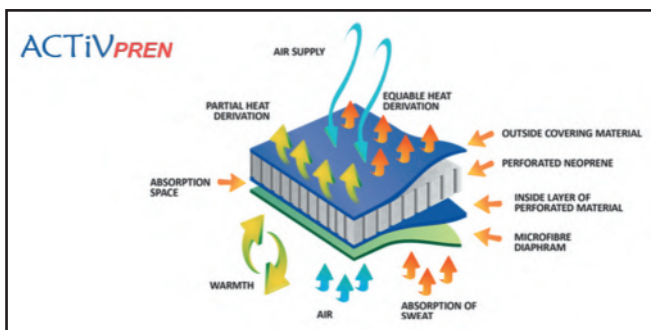 ACTiVPREN
AIR SUPPLY
PARTIAL HEAT
DERIVATION
EQUABLE HEAT
DERIVATION
OUTSIDE COVERING MATERIAL
PERFORATED NEOPRENE
ABSORPTION
SPACE
INSIDE LAYER OF
PERFORATED MATERIAL
MICROFIBRE
DIAPHRAM
WARMTH
AIR
ABSORPTION OF
SWEAT